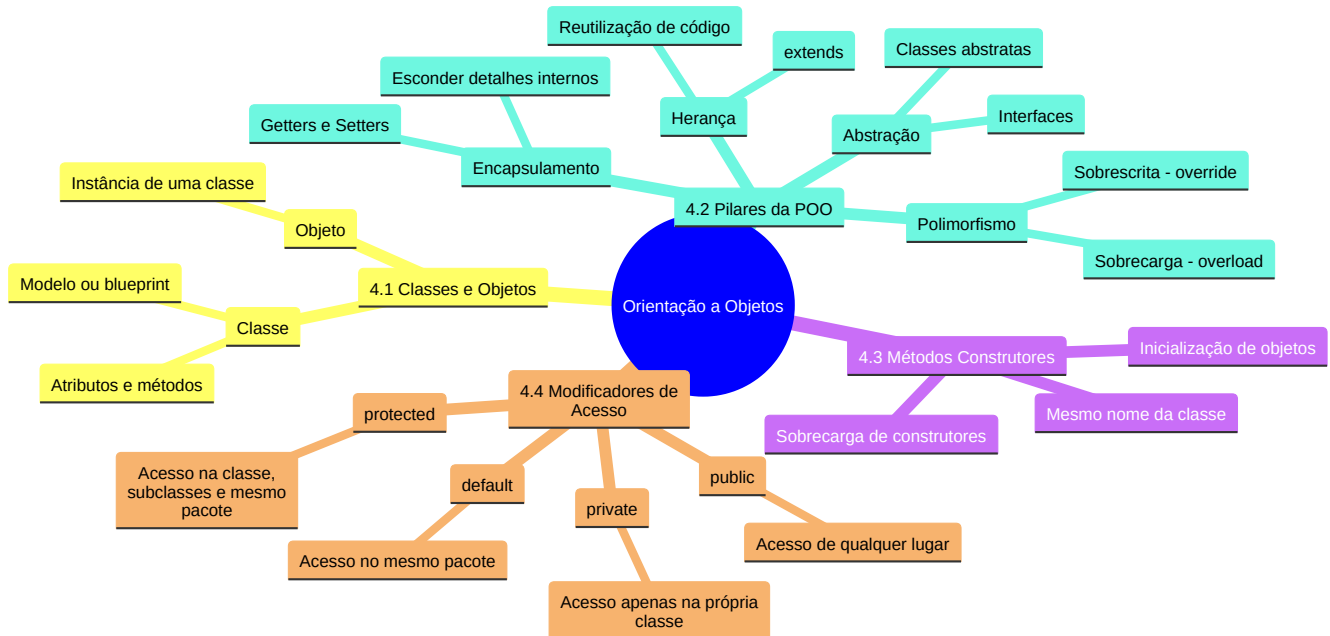 Orientação a Objetos
4.1 Classes e Objetos
Objeto
Instância de uma classe
Classe
Modelo ou blueprint
Atributos e métodos
4.2 Pilares da POO
Encapsulamento
Getters e Setters
Esconder detalhes internos
Herança
Reutilização de código
extends
Abstração
Classes abstratas
Interfaces
Polimorfismo
Sobrescrita - override
Sobrecarga - overload
4.3 Métodos Construtores
Inicialização de objetos
Mesmo nome da classe
Sobrecarga de construtores
4.4 Modificadores de
Acesso
public
Acesso de qualquer lugar
private
Acesso apenas na própria
classe
default
Acesso no mesmo pacote
protected
Acesso na classe,
subclasses e mesmo
pacote